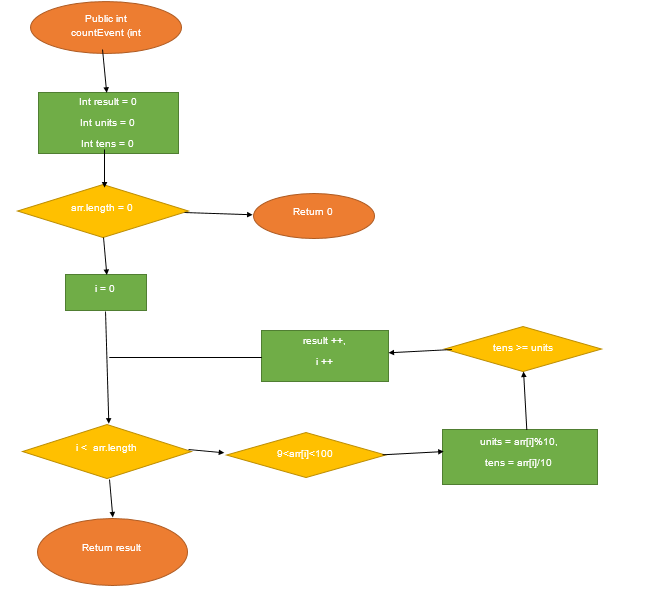 Public int
countEvent (int
Int result = 0
Int units = 0
Int tens = 0
arr.length = 0
Return 0
i = 0
result ++,
i ++
tens >= units
i < arr.length
9<arr[i]<100
units = arr[i]%10,
tens = arr[i]/10
Return result